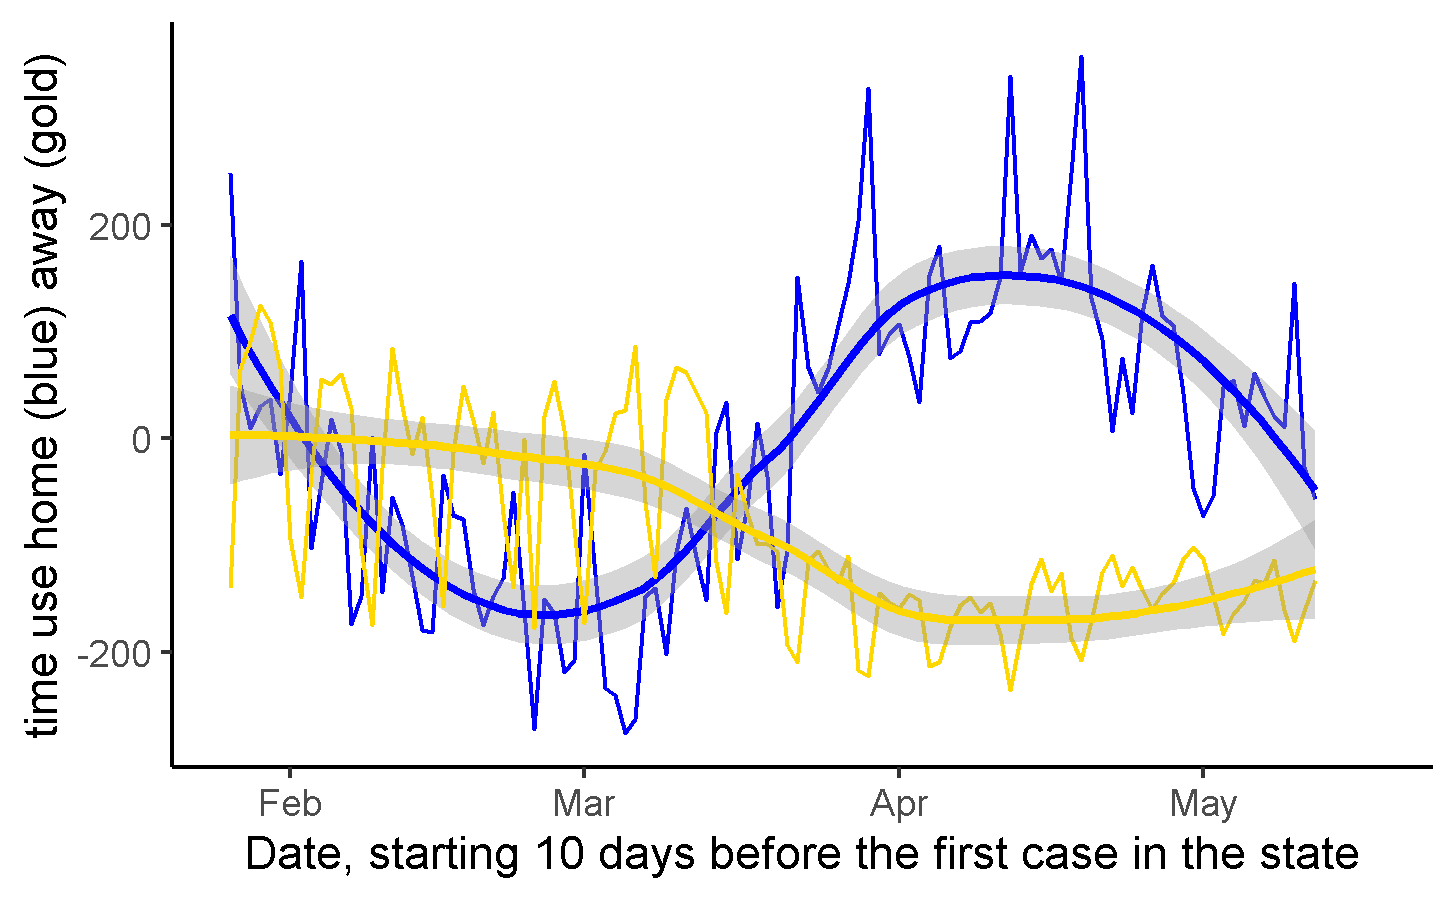 time use home (blue) away (gold)
200
0
-200
Feb Mar Apr May
Date, starting 10 days before the first case in the state